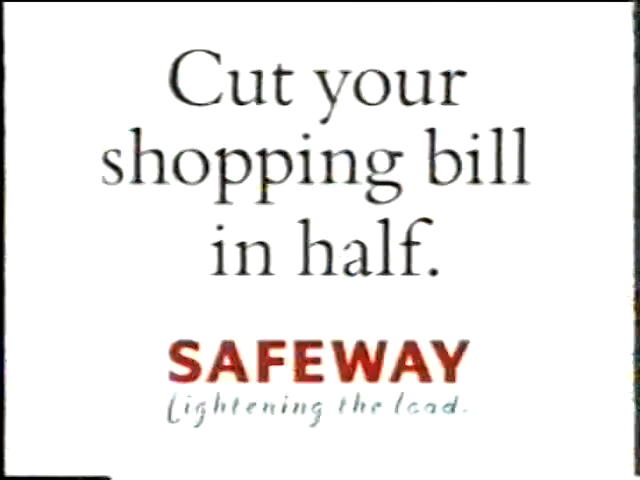 Cut your
shopping bill
in half.
SAFEWAY
Lightening the load.